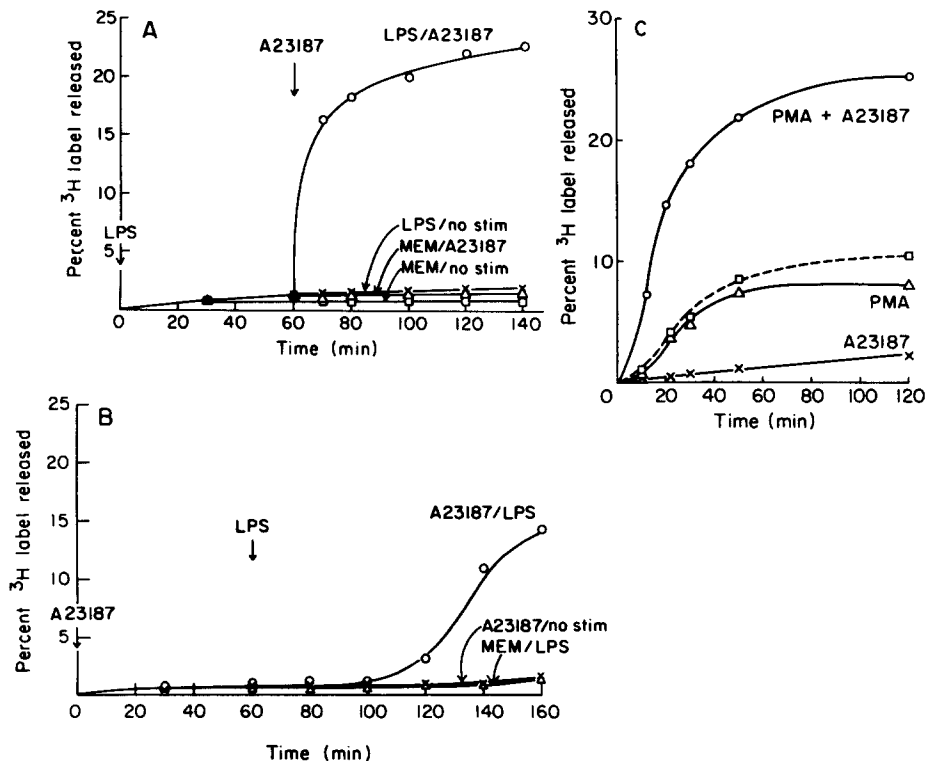 A
Percent ³H label released
25
20
15
10
5
LPS
A23187
LPS/A23187
LPS/no stim
MEM/A23187
MEM/no stim
0 20 40 60 80 100 120 140
Time (min)
B
Percent ³H label released
25
20
15
10
5
A23187
LPS
A23187/LPS
A23187/no stim
MEM/LPS
0 20 40 60 80 100 120 140 160
Time (min)
C
Percent ³H label released
30
20
10
PMA + A23187
PMA
A23187
0 20 40 60 80 100 120
Time (min)